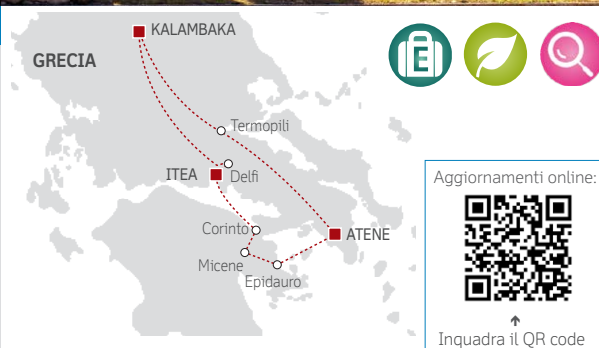 KALAMBAKA
GRECIA
E
Termopili
ITEA
Delfi
Corinto
ATENE
Micene
Epidauro
Aggiornamenti online:
Inquadra il QR code